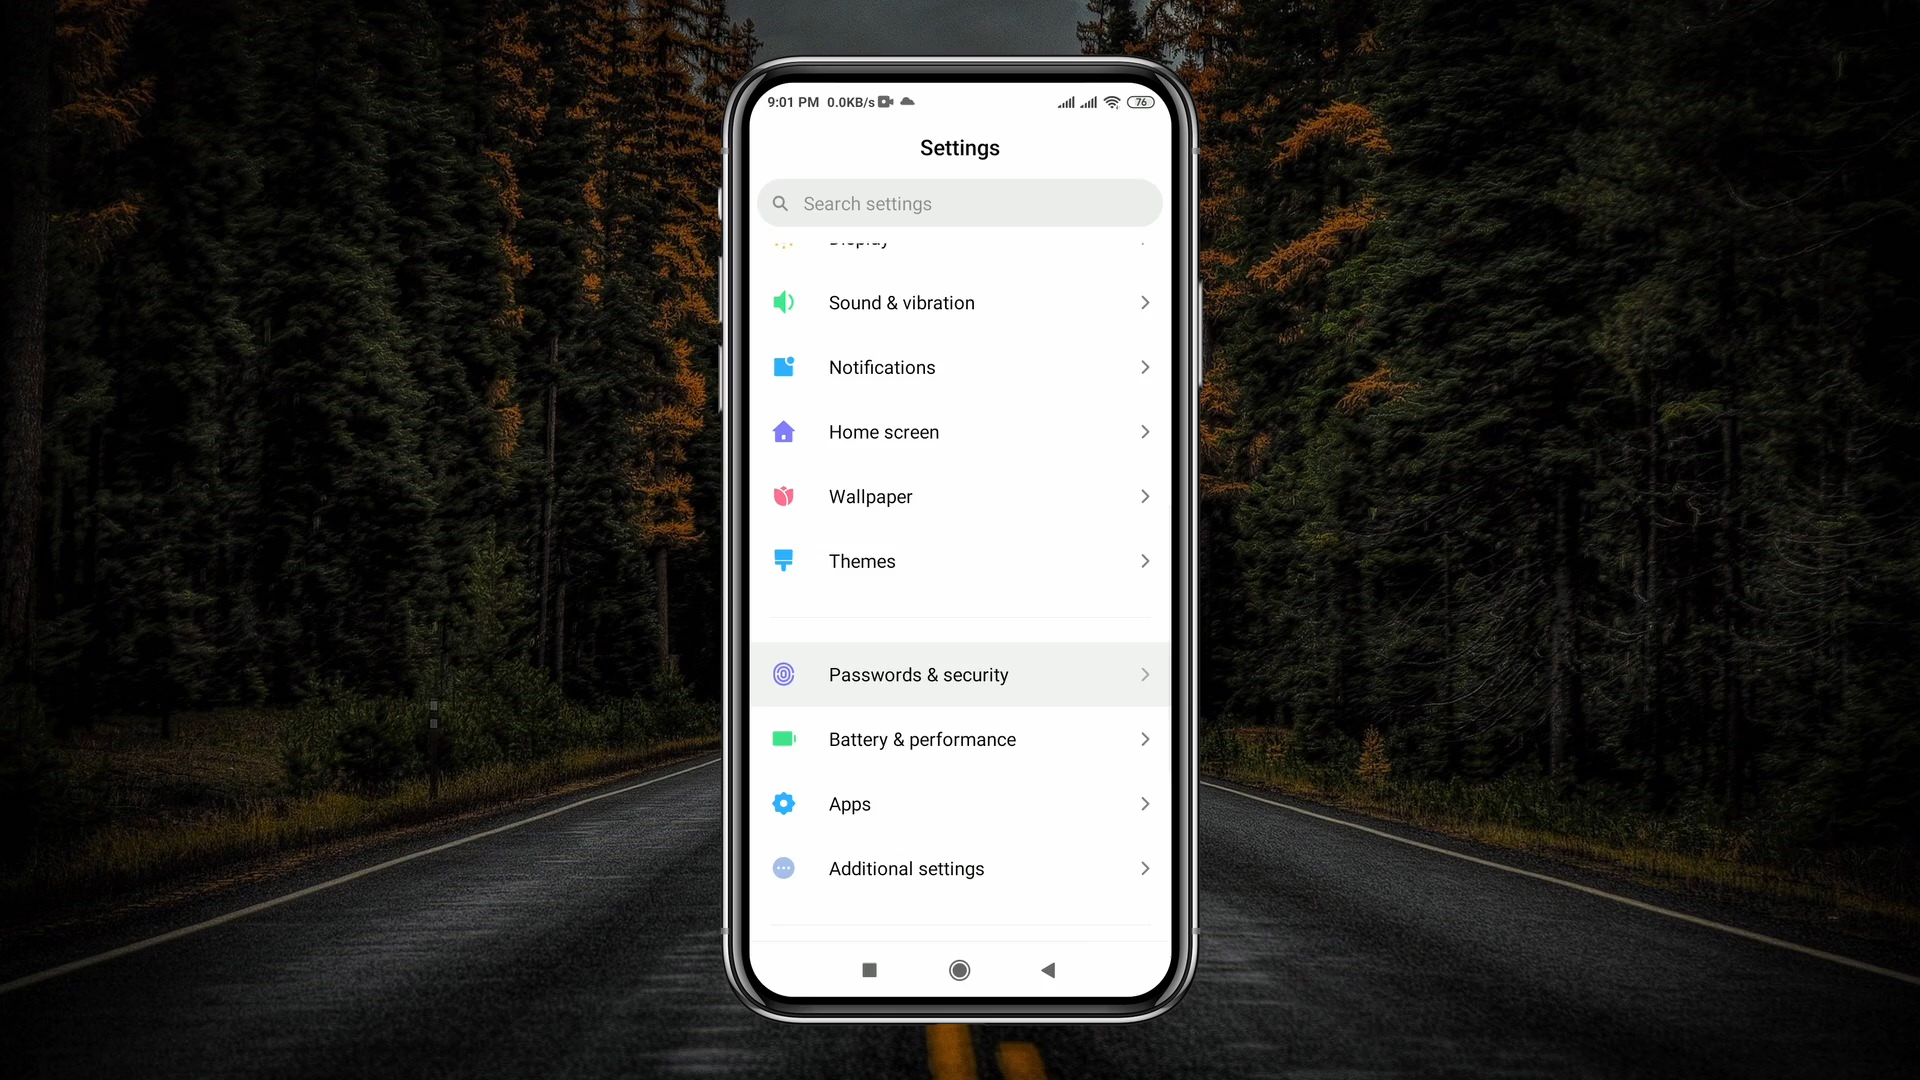 9:01 PM 0.0KB/s 76
Settings
Search settings
Display
Sound & vibration
Notifications
Home screen
Wallpaper
Themes
Passwords & security
Battery & performance
Apps
Additional settings